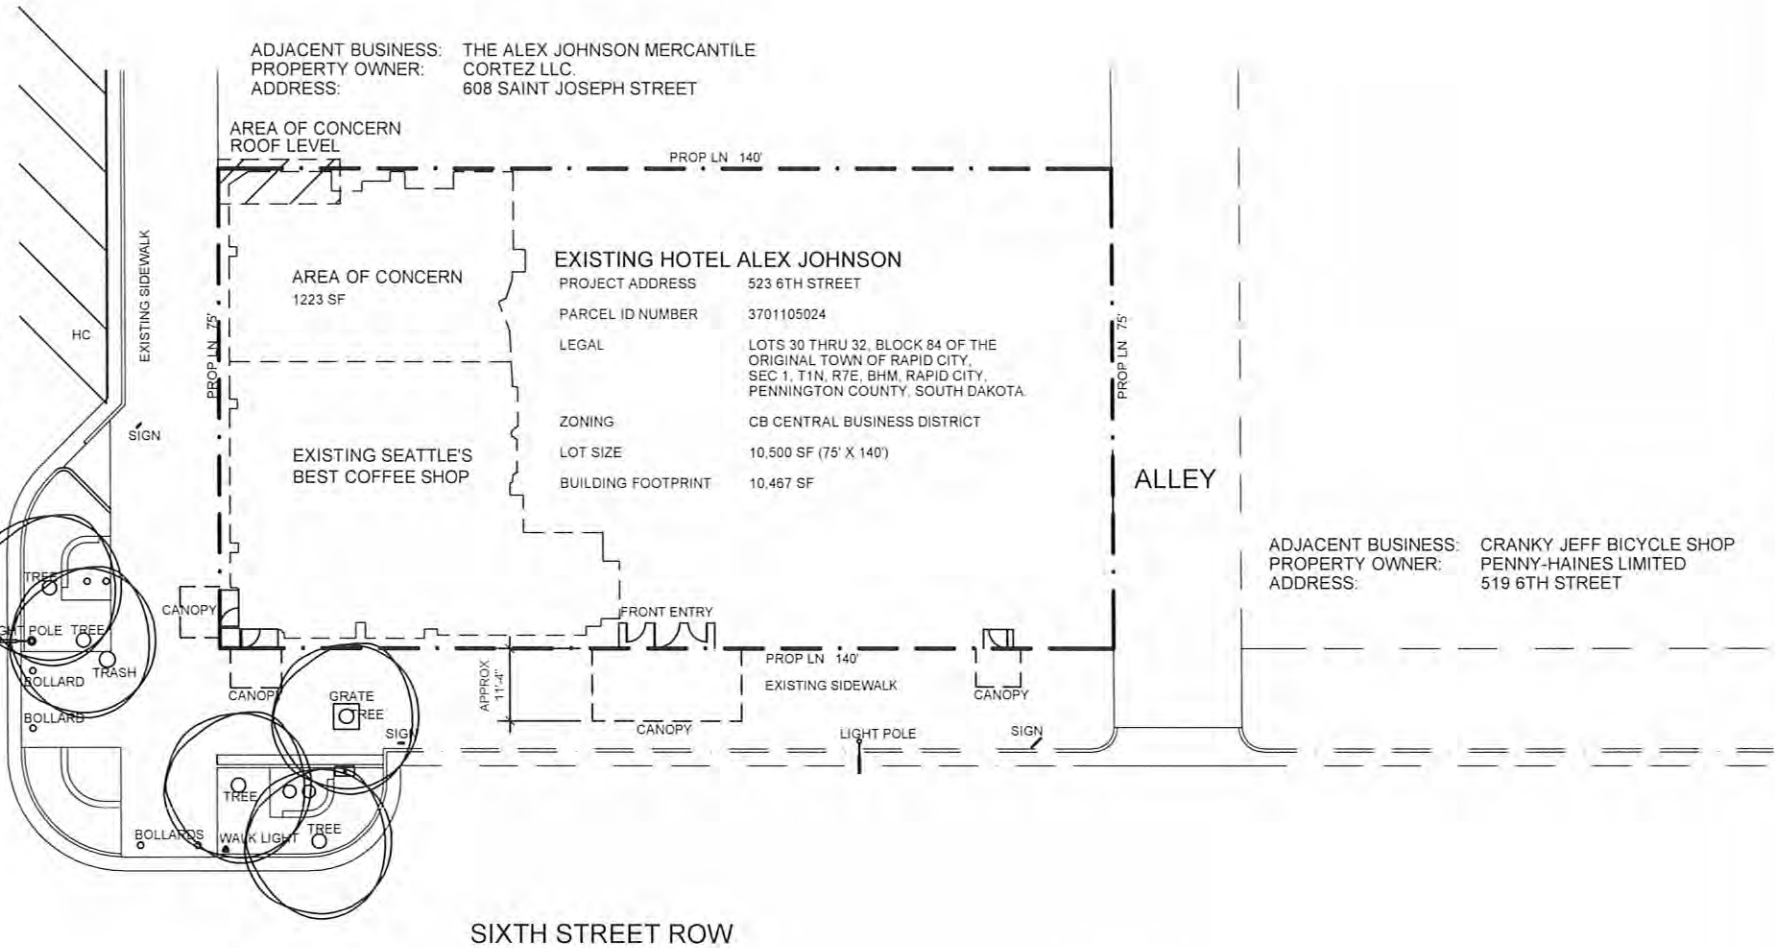 ADJACENT BUSINESS: THE ALEX JOHNSON MERCANTILE
PROPERTY OWNER: CORTEZ LLC.
ADDRESS: 608 SAINT JOSEPH STREET
AREA OF CONCERN
ROOF LEVEL
PROP LN 140'
EXISTING SIDEWALK
HC
SIGN
PROP LN 75'
AREA OF CONCERN
1223 SF
EXISTING SEATTLE'S
BEST COFFEE SHOP
EXISTING HOTEL ALEX JOHNSON
PROJECT ADDRESS 523 6TH STREET
PARCEL ID NUMBER 3701105024
LEGAL LOTS 30 THRU 32, BLOCK 84 OF THE
ORIGINAL TOWN OF RAPID CITY,
SEC 1, T1N, R7E, BHM, RAPID CITY,
PENNINGTON COUNTY, SOUTH DAKOTA
ZONING CB CENTRAL BUSINESS DISTRICT
LOT SIZE 10,500 SF (75' X 140')
BUILDING FOOTPRINT 10,467 SF
PROP LN 75'
ALLEY
ADJACENT BUSINESS: CRANKY JEFF BICYCLE SHOP
PROPERTY OWNER: PENNY-HAINES LIMITED
ADDRESS: 519 6TH STREET
TREE
CANOPY
POLE TREE
TRASH
BOLLARD
BOLLARD
FRONT ENTRY
PROP LN 140'
EXISTING SIDEWALK
APPROX
11'-4"
CANOPY
GRATE
TREE
SIGN
CANOPY
CANOPY
LIGHT POLE
SIGN
TREE
BOLLARDS
WALK LIGHT
TREE
SIXTH STREET ROW